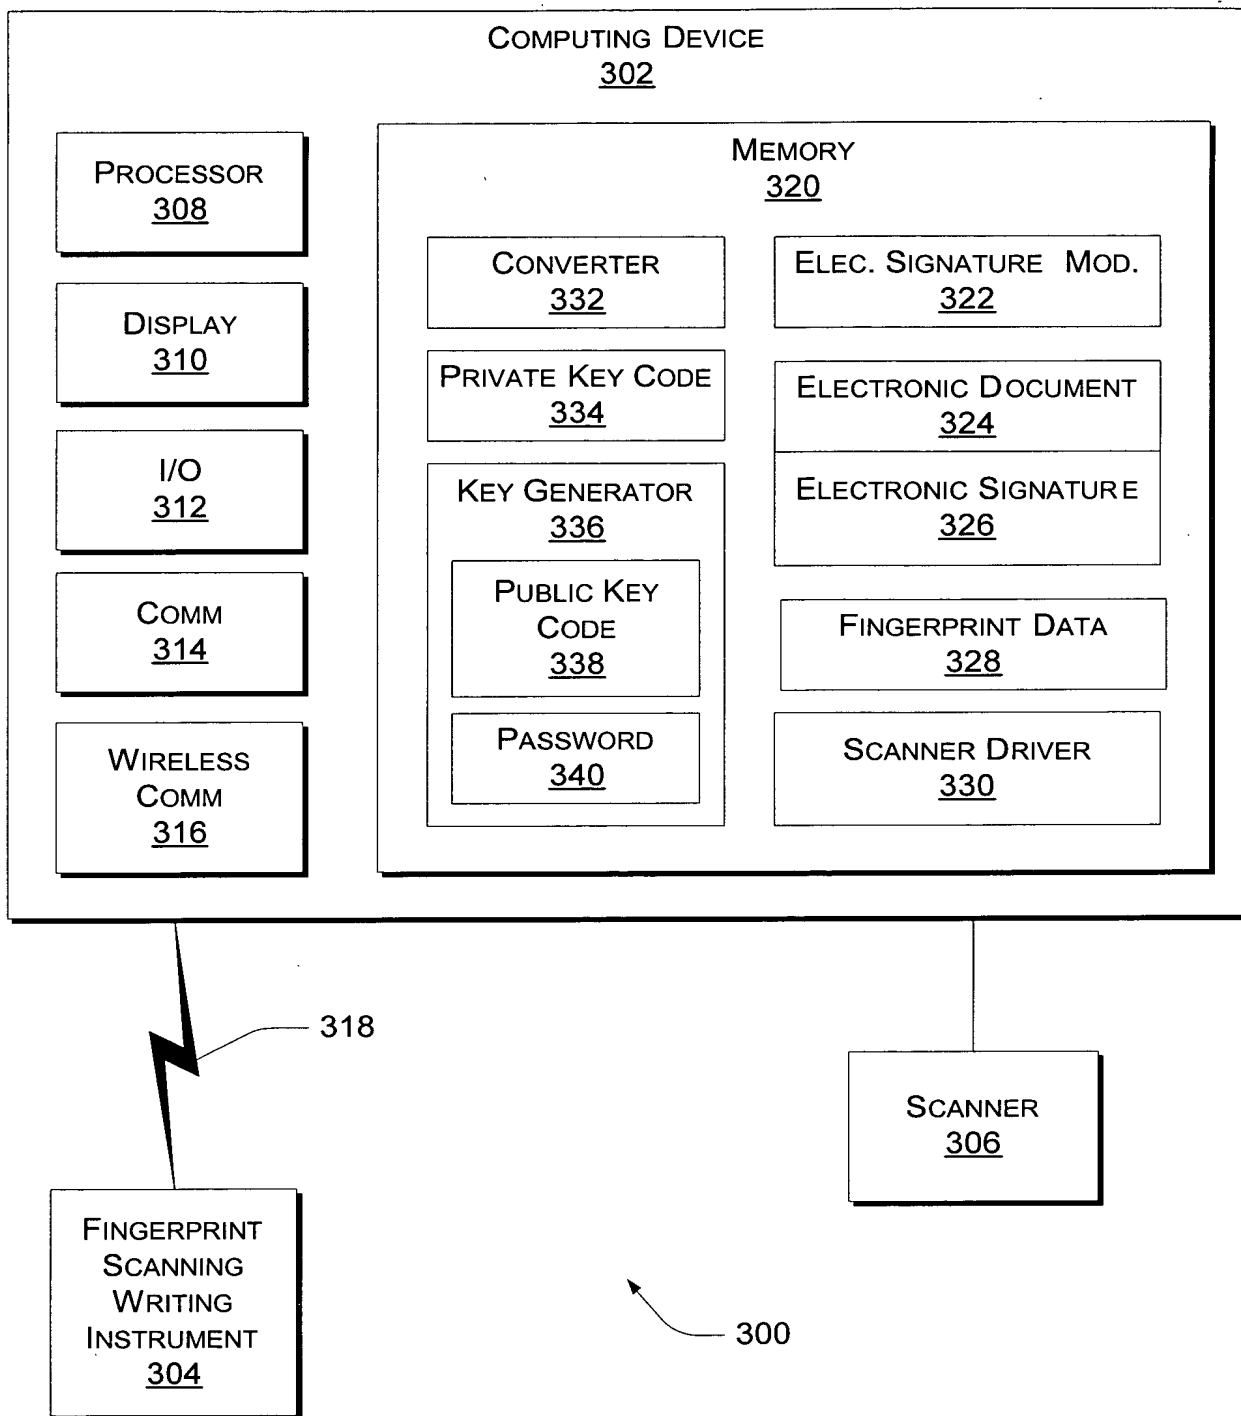 COMPUTING DEVICE
302
PROCESSOR
308
DISPLAY
310
I/O
312
COMM
314
WIRELESS
COMM
316
MEMORY
320
CONVERTER
332
PRIVATE KEY CODE
334
KEY GENERATOR
336
PUBLIC KEY
CODE
338
PASSWORD
340
ELEC. SIGNATURE MOD.
322
ELECTRONIC DOCUMENT
324
ELECTRONIC SIGNATURE
326
FINGERPRINT DATA
328
SCANNER DRIVER
330
318
SCANNER
306
FINGERPRINT
SCANNING
WRITING
INSTRUMENT
304
300